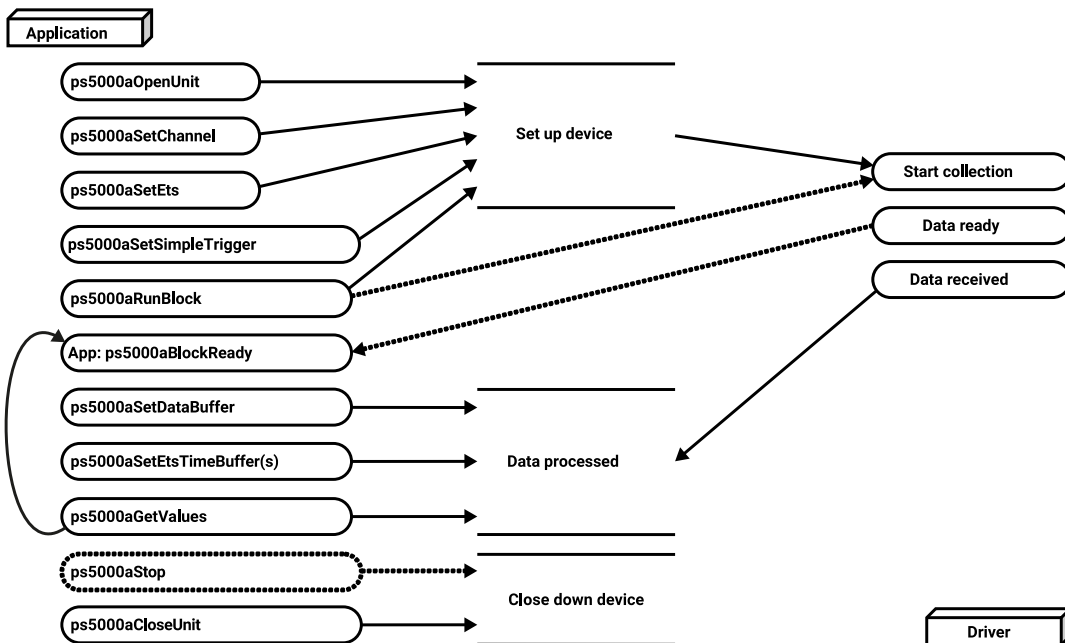 Application
ps5000aOpenUnit
ps5000aSetChannel
Set up device
ps5000aSetEts
Start collection
ps5000aSetSimpleTrigger
Data ready
ps5000aRunBlock
Data received
App: ps5000aBlockReady
ps5000aSetDataBuffer
ps5000aSetEtsTimeBuffer(s)
Data processed
ps5000aGetValues
ps5000aStop
Close down device
ps5000aCloseUnit
Driver